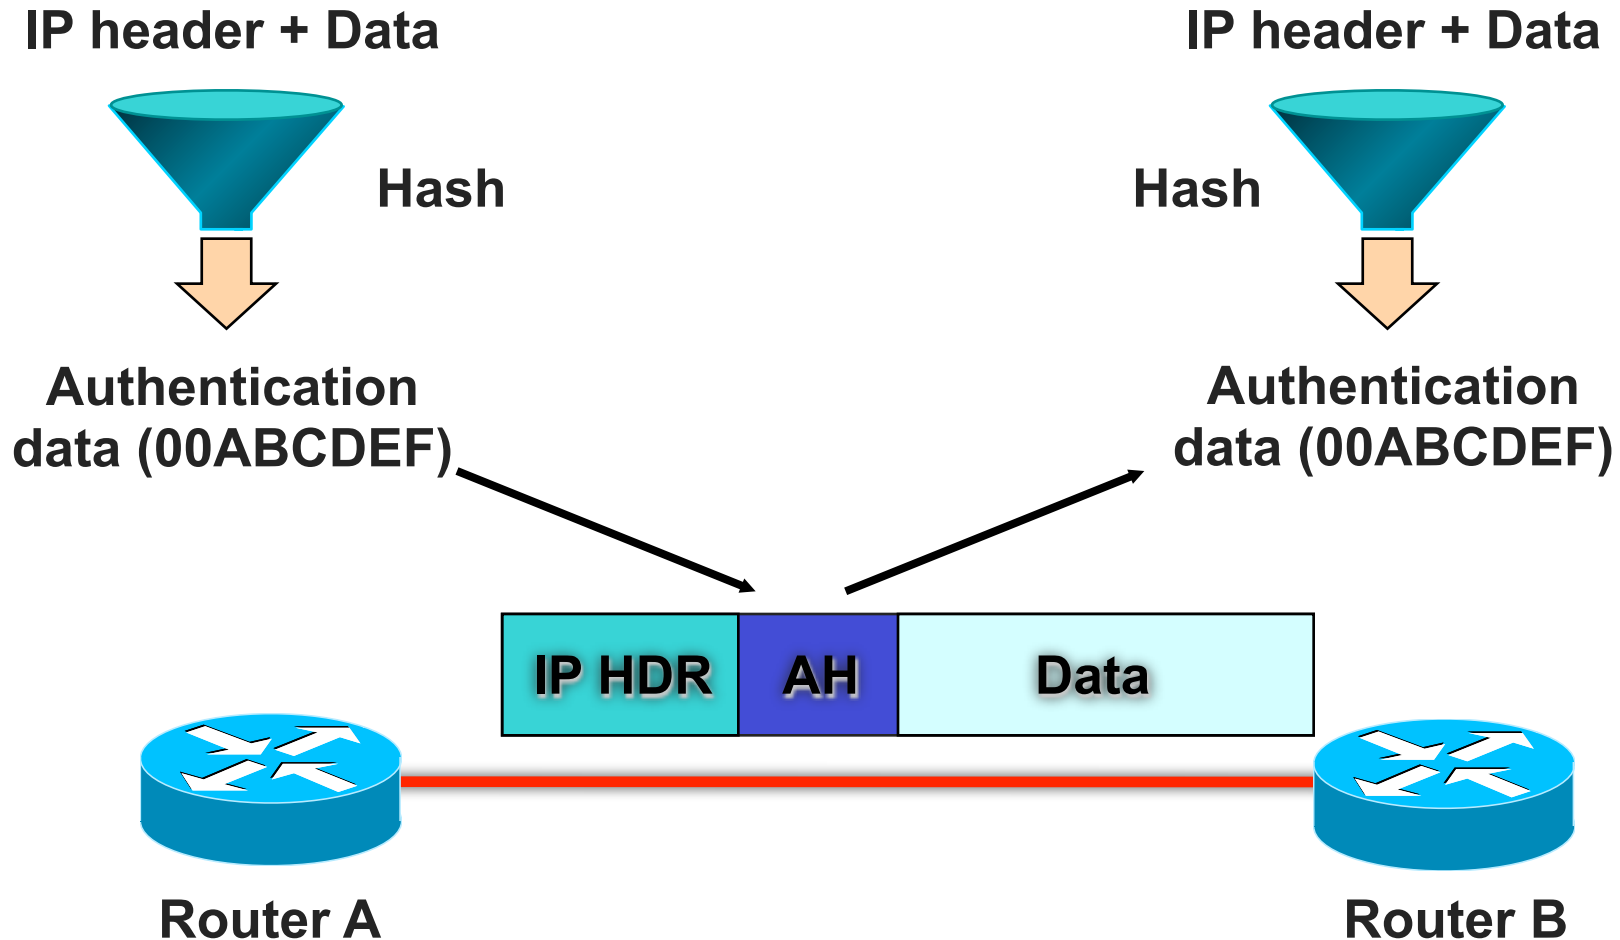 IP header + Data
Hash
Authentication
data (00ABCDEF)
IP header + Data
Hash
Authentication
data (00ABCDEF)
IP HDR
AH
Data
Router A
Router B